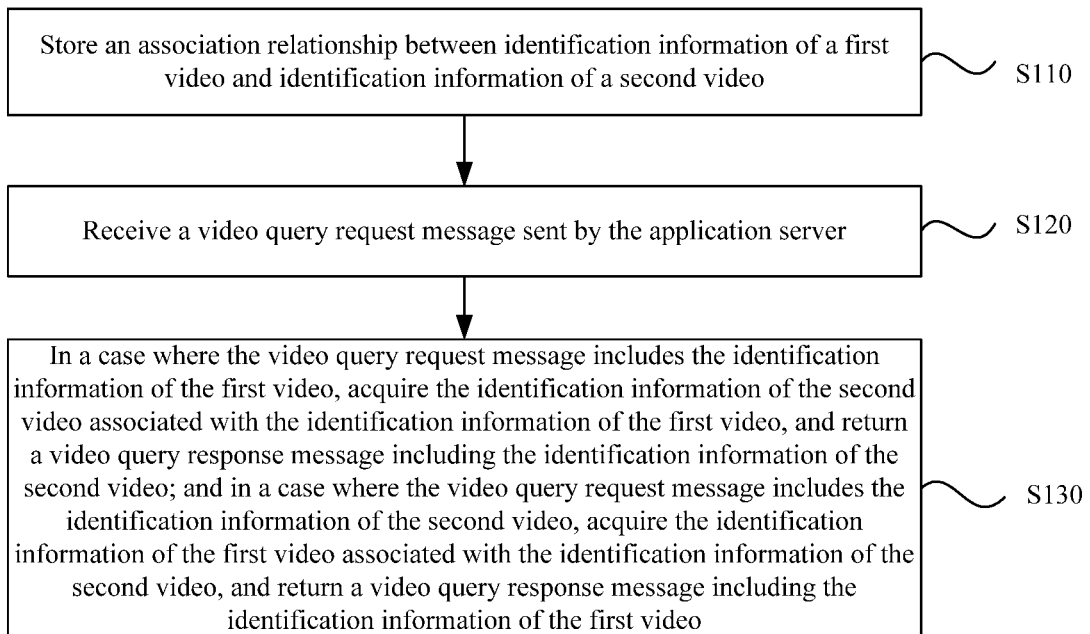 Store an association relationship between identification information of a first
video and identification information of a second video
S110
Receive a video query request message sent by the application server
S120
In a case where the video query request message includes the identification
information of the first video, acquire the identification information of the second
video associated with the identification information of the first video, and return
a video query response message including the identification information of the
second video; and in a case where the video query request message includes the
identification information of the second video, acquire the identification
information of the first video associated with the identification information of the
second video, and return a video query response message including the
identification information of the first video
S130